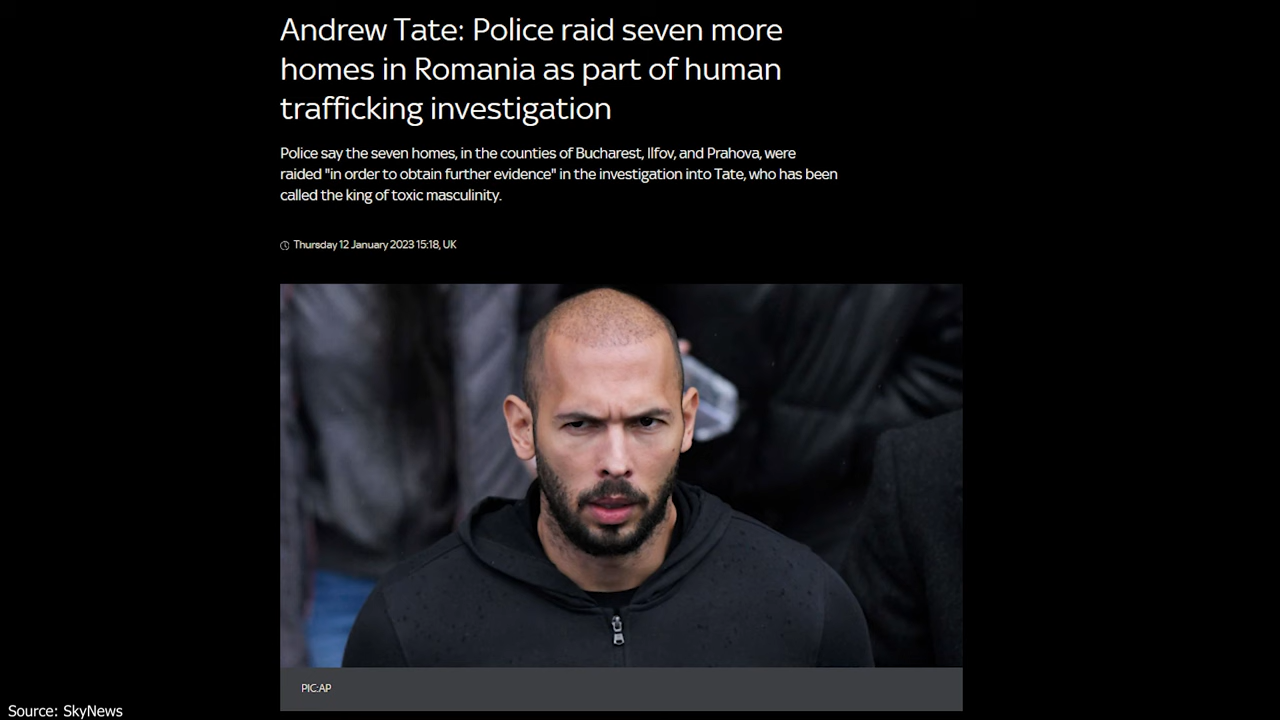 Andrew Tate: Police raid seven more
homes in Romania as part of human
trafficking investigation
Police say the seven homes, in the counties of Bucharest, Ilfov, and Prahova, were
raided "in order to obtain further evidence" in the investigation into Tate, who has been
called the king of toxic masculinity.
Thursday 12 January 2023 15:18, UK
PIC:AP
Source: SkyNews